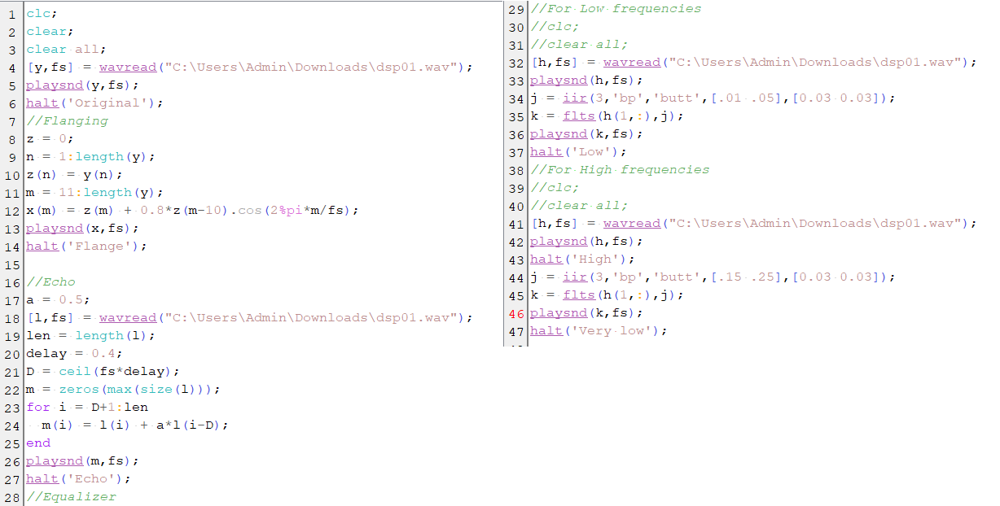 1 clc;
2 clear;
3 clear all;
4 [y,fs] = wavread("C:\Users\Admin\Downloads\dsp01.wav");
5 playsnd(y,fs);
6 halt('Original');
7 //Flanging
8 z = 0;
9 n = 1:length(y);
10 z(n) = y(n);
11 m = 11:length(y);
12 x(m) = z(m) + 0.8*z(m-10).cos(2%pi*m/fs);
13 playsnd(x,fs);
14 halt('Flange');
15
16 //Echo
17 a = 0.5;
18 [l,fs] = wavread("C:\Users\Admin\Downloads\dsp01.wav");
19 len = length(l);
20 delay = 0.4;
21 D = ceil(fs*delay);
22 m = zeros(max(size(l)));
23 for i = D+1:len
24 m(i) = l(i) + a*l(i-D);
25 end
26 playsnd(m,fs);
27 halt('Echo');
28 //Equalizer
29 //For Low frequencies
30 //clc;
31 //clear all;
32 [h,fs] = wavread("C:\Users\Admin\Downloads\dsp01.wav");
33 playsnd(h,fs);
34 j = iir(3,'bp','butt',[.01 .05],[0.03 0.03]);
35 k = flts(h(1,:),j);
36 playsnd(k,fs);
37 halt('Low');
38 //For High frequencies
39 //clc;
40 //clear all;
41 [h,fs] = wavread("C:\Users\Admin\Downloads\dsp01.wav");
42 playsnd(h,fs);
43 halt('High');
44 j = iir(3,'bp','butt',[.15 .25],[0.03 0.03]);
45 k = flts(h(1,:),j);
46 playsnd(k,fs);
47 halt('Very low');